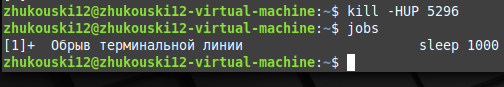 zhukouski12@zhukouski12-virtual-machine:~$ kill -HUP 5296
zhukouski12@zhukouski12-virtual-machine:~$ jobs
[1]+  Обрыв терминальной линии                      sleep 1000
zhukouski12@zhukouski12-virtual-machine:~$